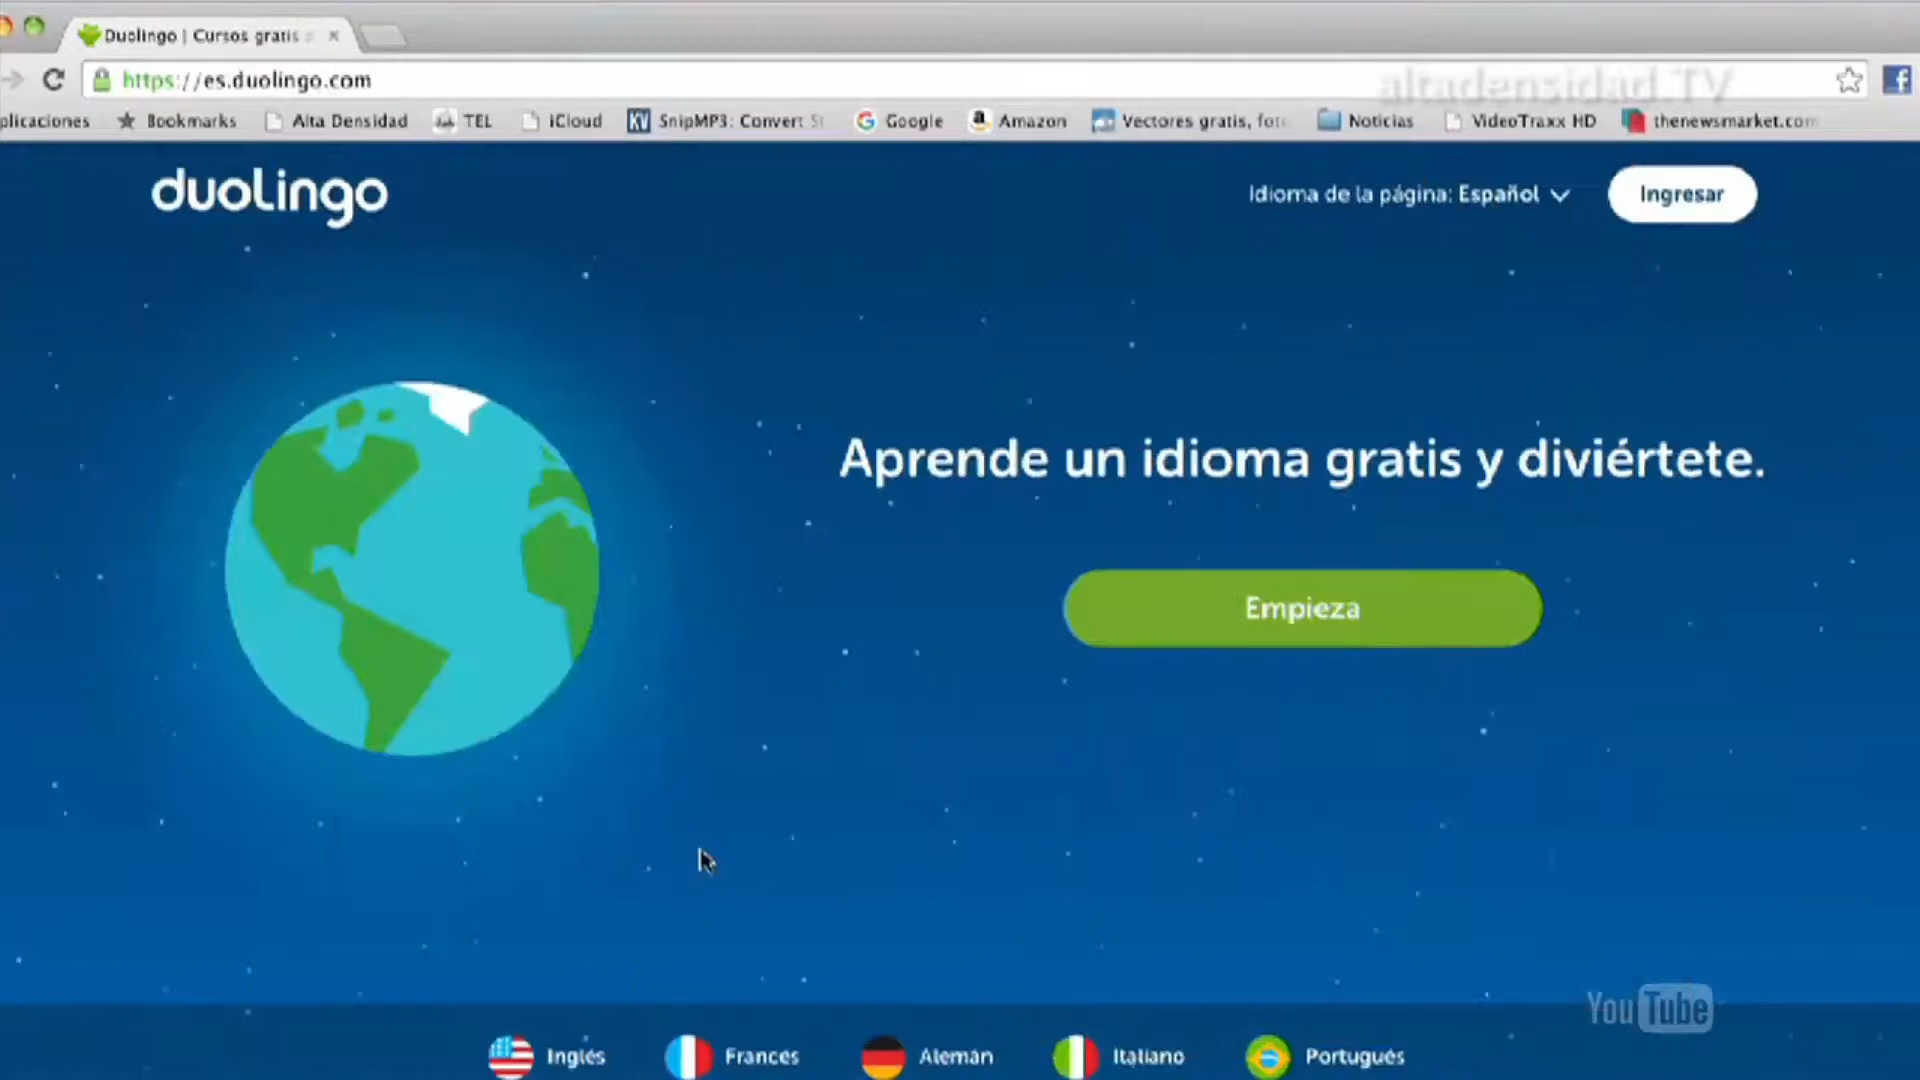 Duolingo | Cursos gratis
https://es.duolingo.com
altadensidad.TV
plicaciones Bookmarks Alta Densidad TEL iCloud SnipMP3: Convert Google Amazon Vectores gratis, Noticias VideoTraxx HD thenewsmarket.com
duolingo
Idioma de la página: Español
Ingresar
Aprende un idioma gratis y diviértete.
Empieza
YouTube
Inglés Francés Alemán Italiano Portugués